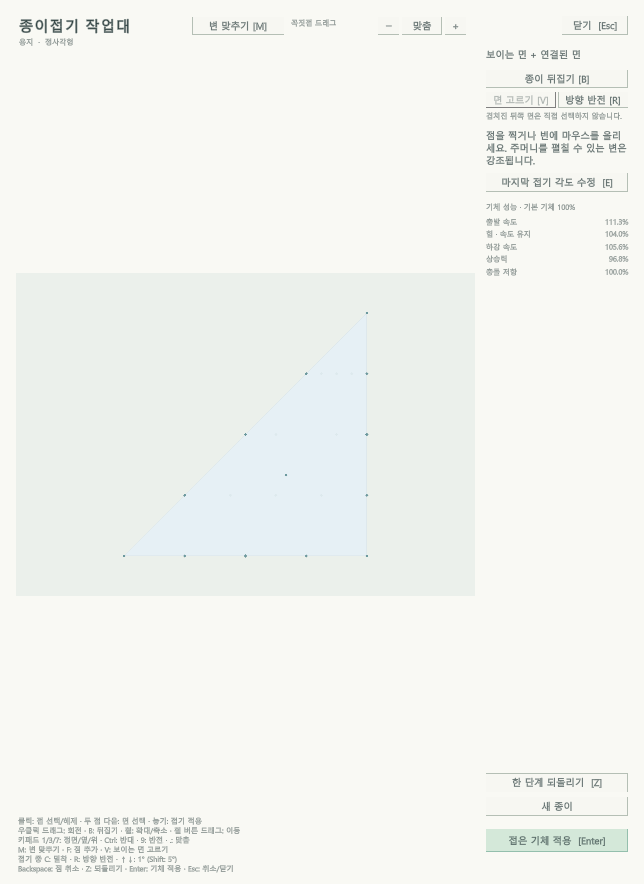 종이접기 작업대
용지 · 정사각형
변 맞추기 [M]
꼭짓점 드래그
− 맞춤 +
닫기 [Esc]
보이는 면 + 연결된 면
종이 뒤집기 [B]
면 고르기 [V] 방향 반전 [R]
겹쳐진 뒤쪽 면은 직접 선택하지 않습니다.
점을 찍거나 변에 마우스를 올리
세요. 주머니를 펼칠 수 있는 변은
강조됩니다.
마지막 접기 각도 수정 [E]
기체 성능 · 기본 기체 100%
출발 속도 111.3%
힘 · 속도 유지 104.0%
하강 속도 105.6%
상승력 96.8%
충돌 저항 100.0%
한 단계 되돌리기 [Z]
새 종이
접은 기체 적용 [Enter]
클릭: 점 선택/해제 · 두 점 다음: 면 선택 · 놓기: 접기 적용
우클릭 드래그: 회전 · B: 뒤집기 · 휠: 확대/축소 · 휠 버튼 드래그: 이동
키패드 1/3/7: 정면/옆/위 · Ctrl: 반대 · 9: 반전 · .: 맞춤
M: 변 맞추기 · F: 점 추가 · V: 보이는 면 고르기
접기 중 C: 밀착 · R: 방향 반전 · ↑ ↓: 1° (Shift: 5°)
Backspace: 점 취소 · Z: 되돌리기 · Enter: 기체 적용 · Esc: 취소/닫기